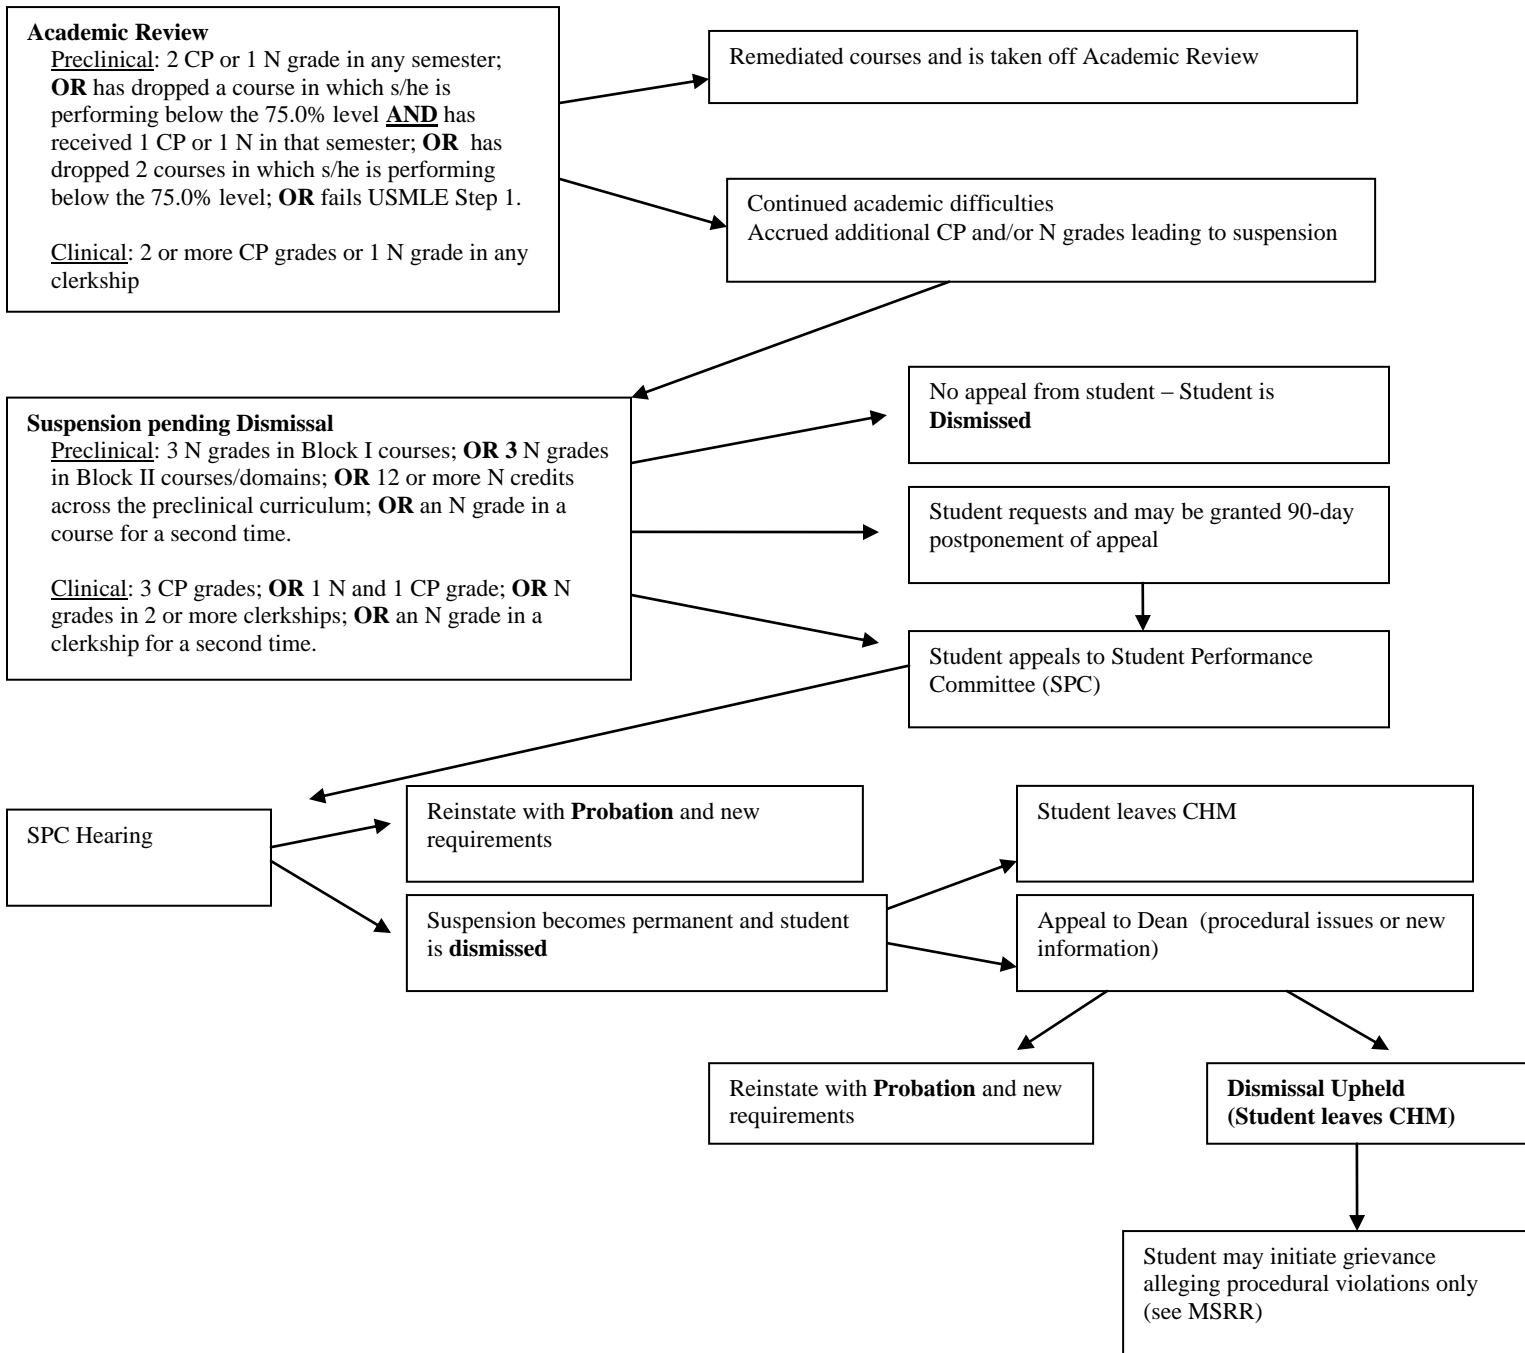 Academic Review
Preclinical: 2 CP or 1 N grade in any semester;
OR has dropped a course in which s/he is
performing below the 75.0% level AND has
received 1 CP or 1 N in that semester; OR has
dropped 2 courses in which s/he is performing
below the 75.0% level; OR fails USMLE Step 1.
Clinical: 2 or more CP grades or 1 N grade in any
clerkship
Remediated courses and is taken off Academic Review
Continued academic difficulties
Accrued additional CP and/or N grades leading to suspension
Suspension pending Dismissal
Preclinical: 3 N grades in Block I courses; OR 3 N grades
in Block II courses/domains; OR 12 or more N credits
across the preclinical curriculum; OR an N grade in a
course for a second time.
Clinical: 3 CP grades; OR 1 N and 1 CP grade; OR N
grades in 2 or more clerkships; OR an N grade in a
clerkship for a second time.
No appeal from student – Student is
Dismissed
Student requests and may be granted 90-day
postponement of appeal
Student appeals to Student Performance
Committee (SPC)
SPC Hearing
Reinstate with Probation and new
requirements
Suspension becomes permanent and student
is dismissed
Student leaves CHM
Appeal to Dean (procedural issues or new
information)
Reinstate with Probation and new
requirements
Dismissal Upheld
(Student leaves CHM)
Student may initiate grievance
alleging procedural violations only
(see MSRR)